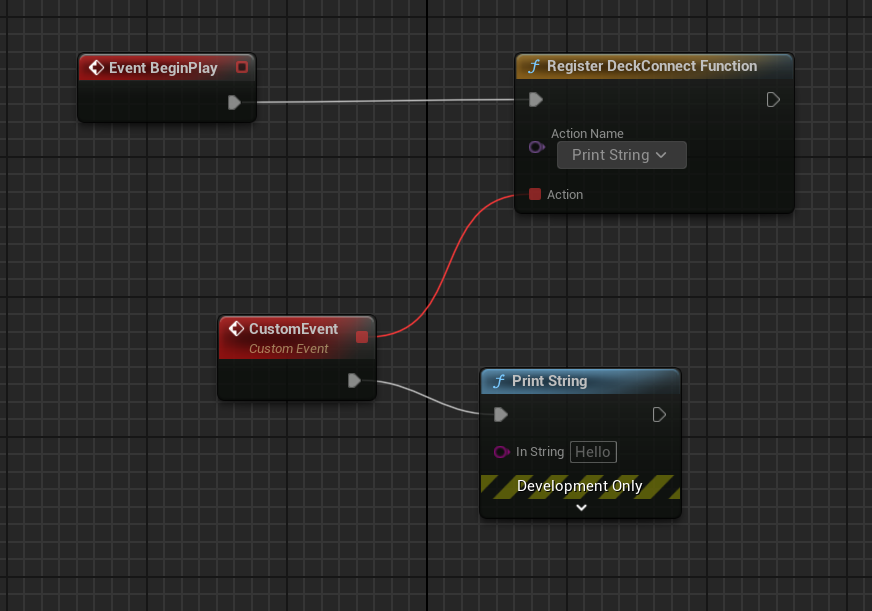 Event BeginPlay
Register DeckConnect Function
Action Name
Print String
Action
CustomEvent
Custom Event
Print String
In String Hello
Development Only